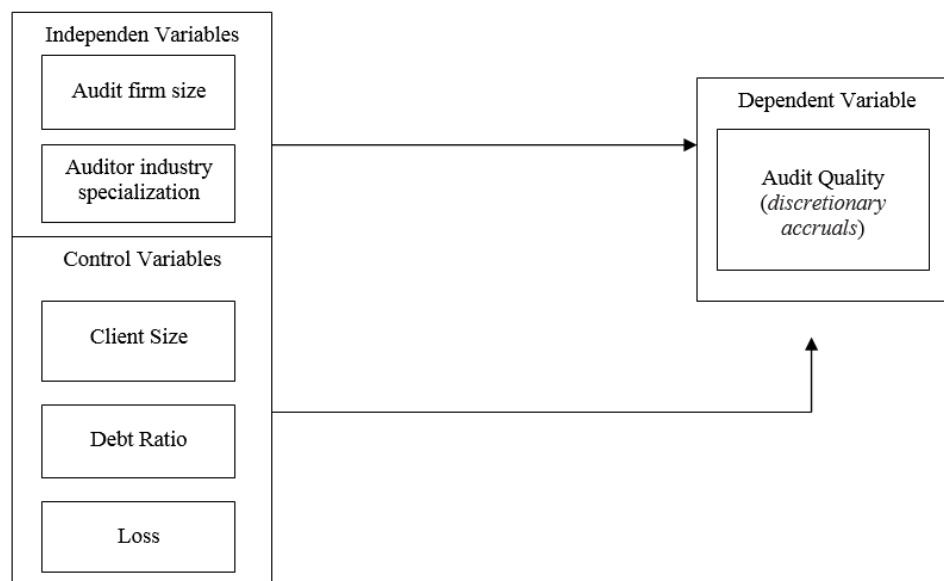 Independen Variables
Audit firm size
Auditor industry
specialization
Control Variables
Client Size
Debt Ratio
Loss
Dependent Variable
Audit Quality
(discretionary
accruals)